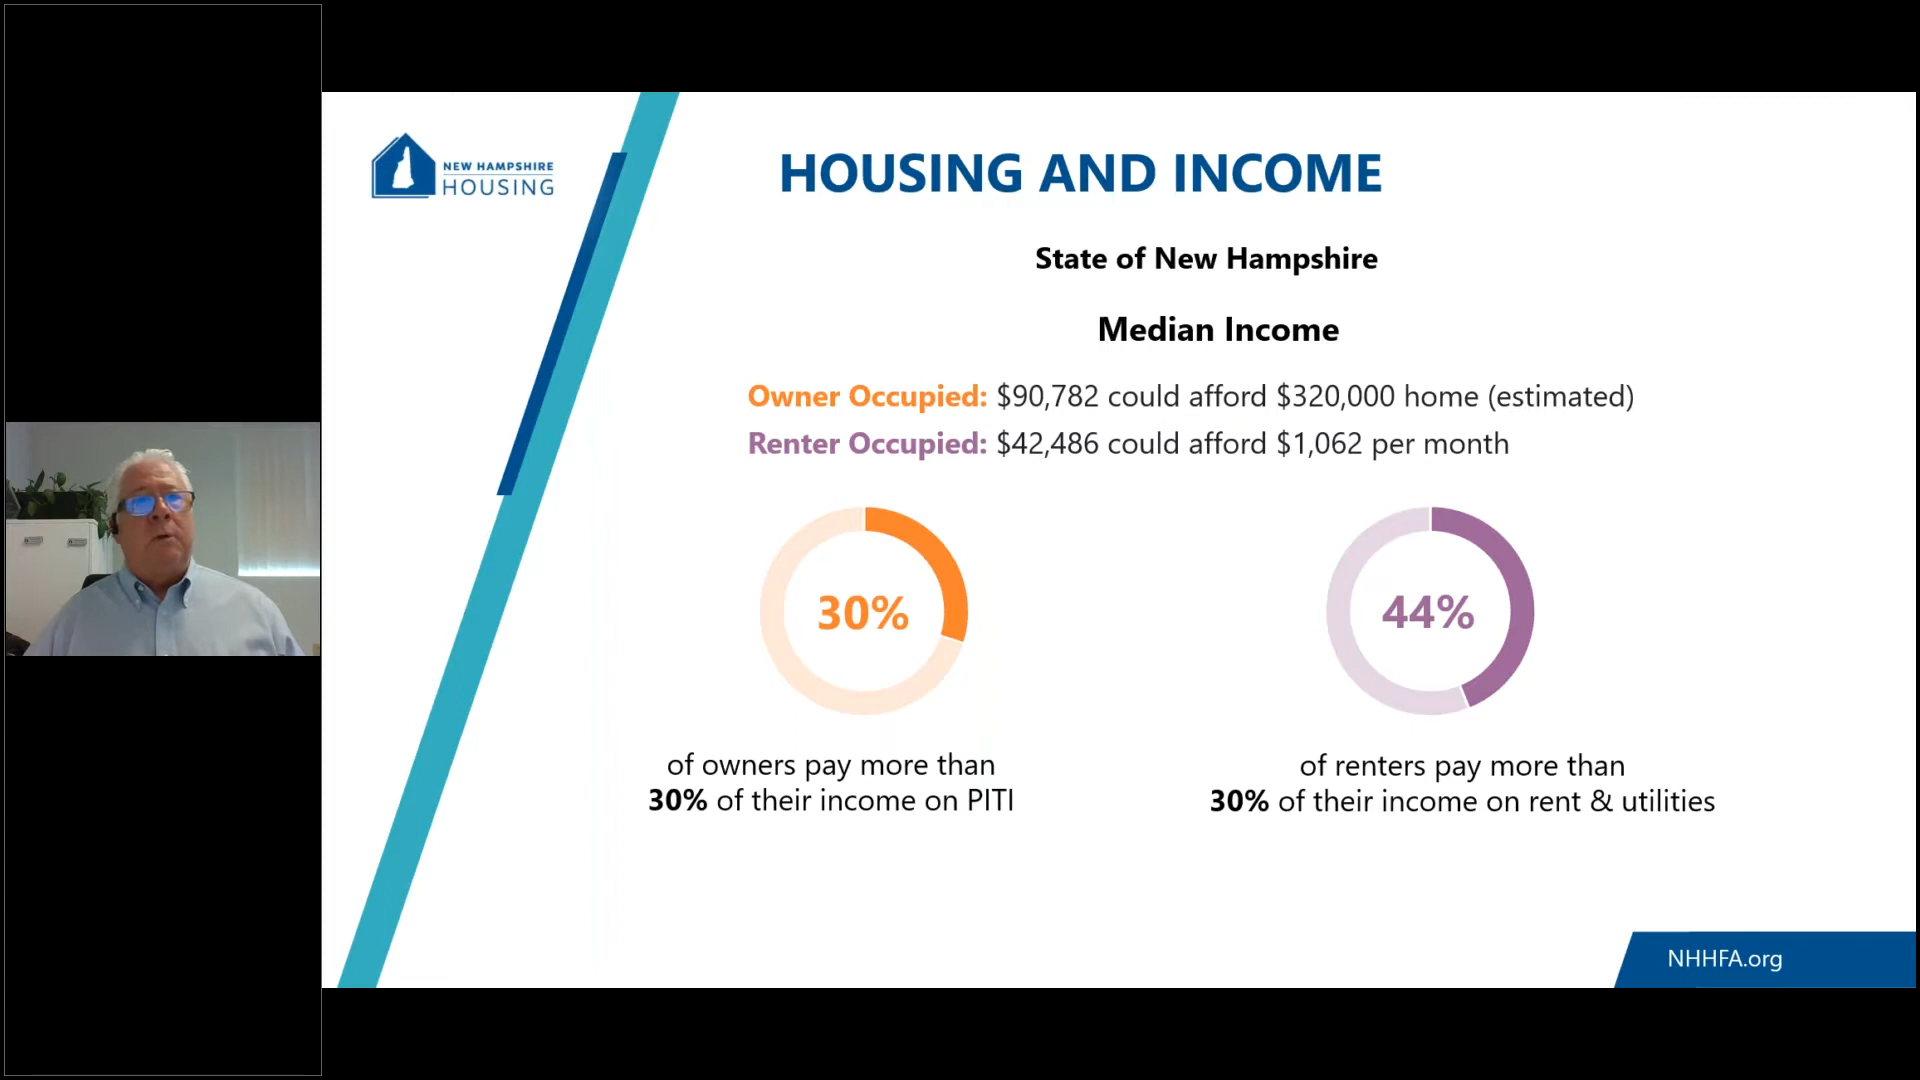 NEW HAMPSHIRE
HOUSING
HOUSING AND INCOME
State of New Hampshire
Median Income
Owner Occupied: $90,782 could afford $320,000 home (estimated)
Renter Occupied: $42,486 could afford $1,062 per month
30%
of owners pay more than
30% of their income on PITI
44%
of renters pay more than
30% of their income on rent & utilities
NHHFA.org